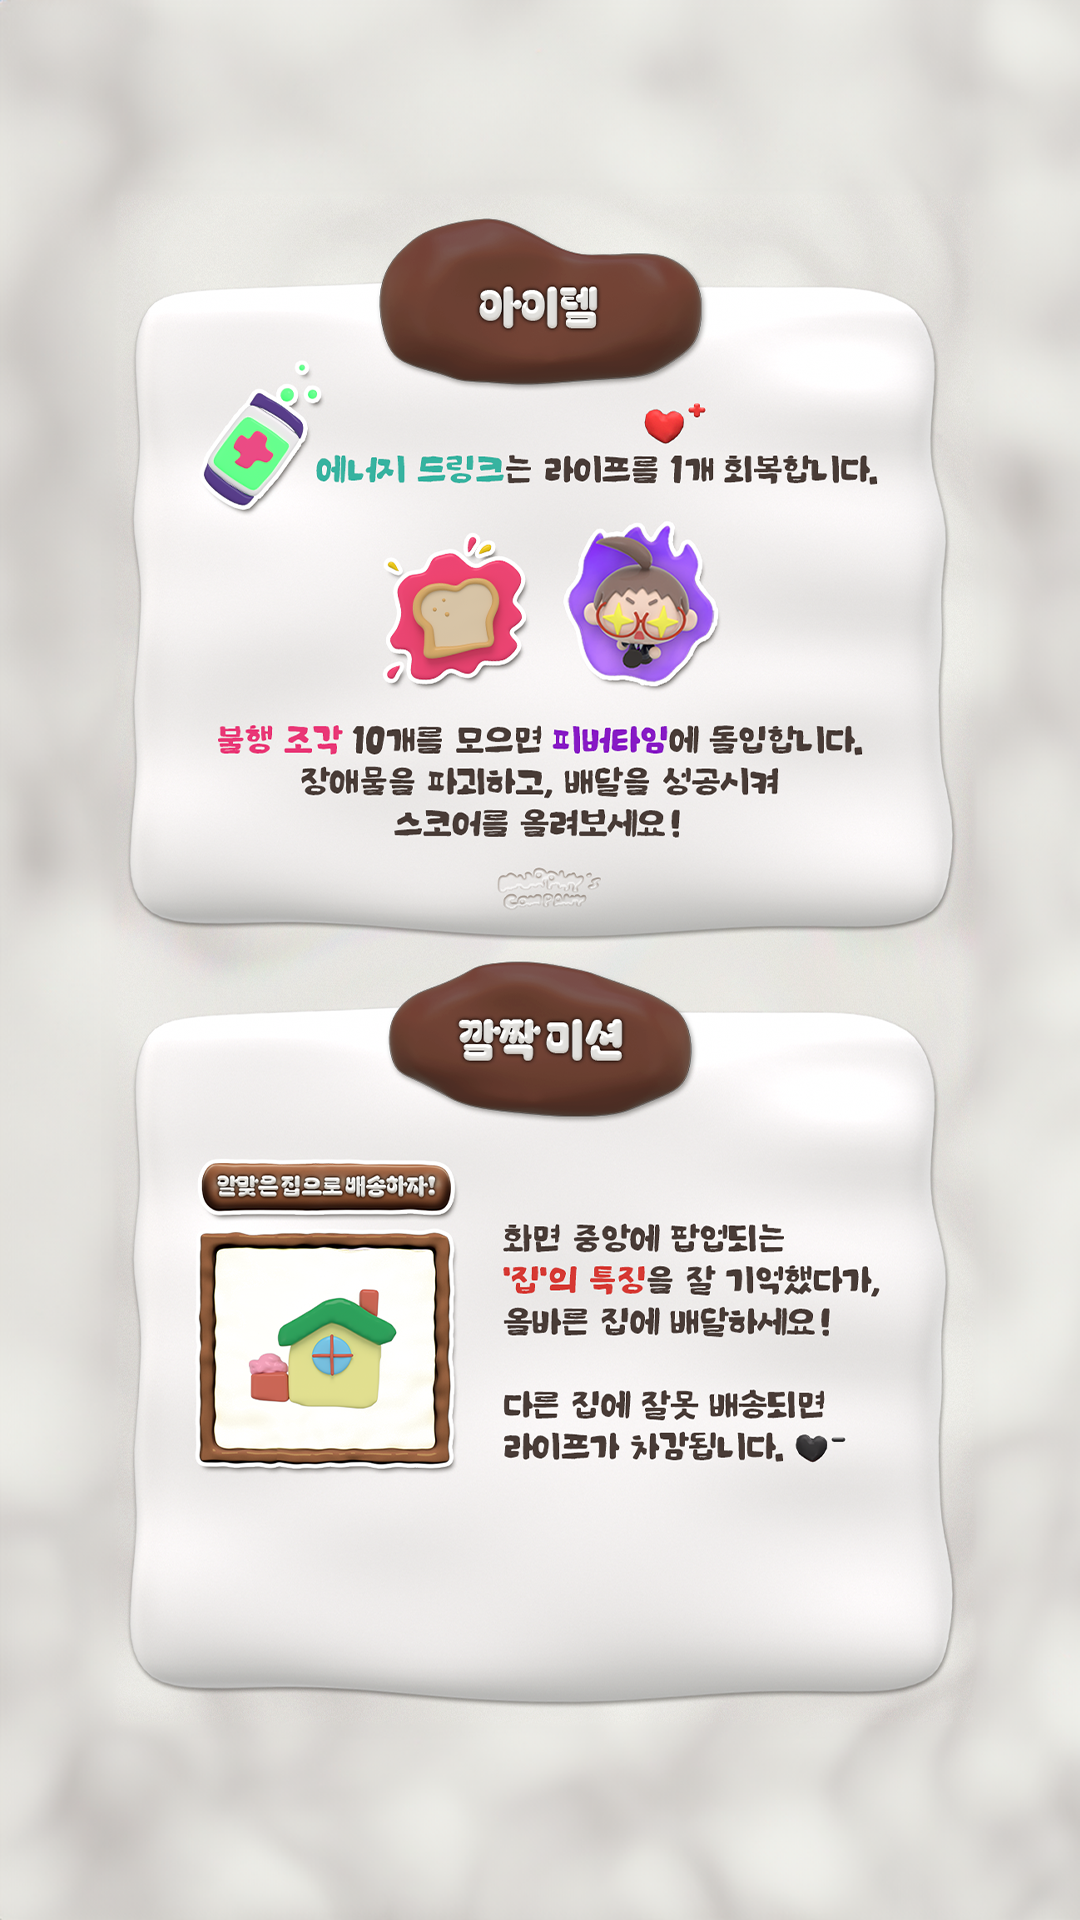 아이템
에너지 드링크는 라이프를 1개 회복합니다.
불행 조각 10개를 모으면 피버타임에 돌입합니다.
장애물을 파괴하고, 배달을 성공시켜
스코어를 올려보세요!
MURPHY's
COMPANY
깜짝 미션
알맞은 집으로 배송하자!
화면 중앙에 팝업되는
'집'의 특징을 잘 기억했다가,
올바른 집에 배달하세요!
다른 집에 잘못 배송되면
라이프가 차감됩니다.